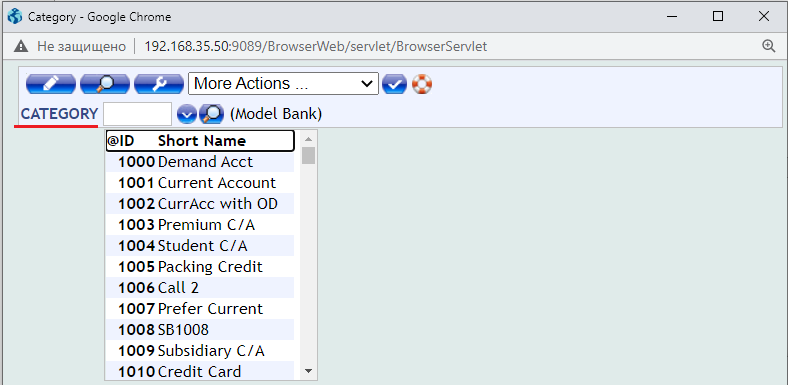 Category - Google Chrome
Не защищено | 192.168.35.50:9089/BrowserWeb/servlet/BrowserServlet
More Actions ...
CATEGORY (Model Bank)
@ID Short Name
1000 Demand Acct
1001 Current Account
1002 CurrAcc with OD
1003 Premium C/A
1004 Student C/A
1005 Packing Credit
1006 Call 2
1007 Prefer Current
1008 SB1008
1009 Subsidiary C/A
1010 Credit Card